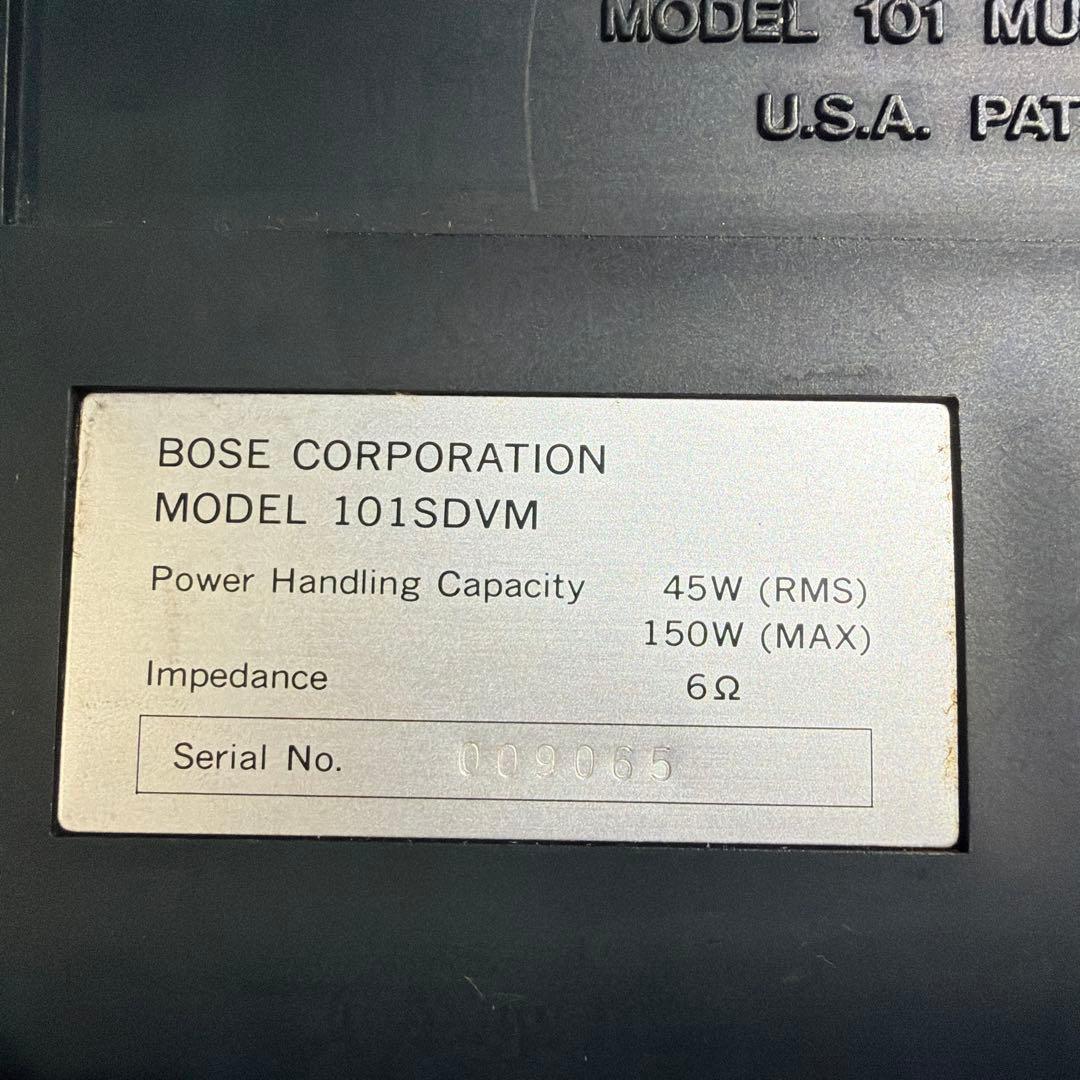 MODEL 101 MU
U.S.A. PAT
BOSE CORPORATION
MODEL 101SDVM
Power Handling Capacity 45W (RMS)
150W (MAX)
Impedance 6Ω
Serial No. 009065